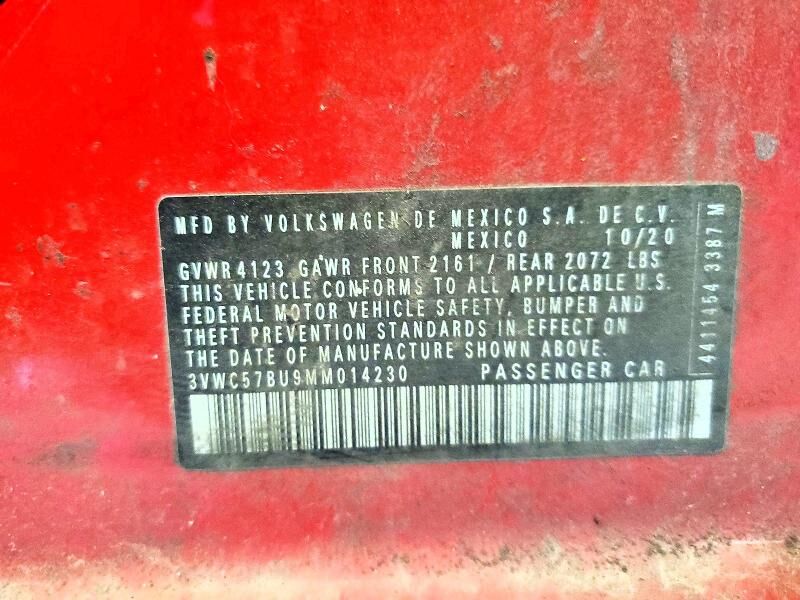 MFD BY VOLKSWAGEN DE MEXICO S.A. DE C.V.
MEXICO 10/20
GVWR 4123 GAWR FRONT 2161 / REAR 2072 LBS
THIS VEHICLE CONFORMS TO ALL APPLICABLE U.S.
FEDERAL MOTOR VEHICLE SAFETY, BUMPER AND
THEFT PREVENTION STANDARDS IN EFFECT ON
THE DATE OF MANUFACTURE SHOWN ABOVE.
3VWC57BU9MM014230 PASSENGER CAR
4411454 3387 M